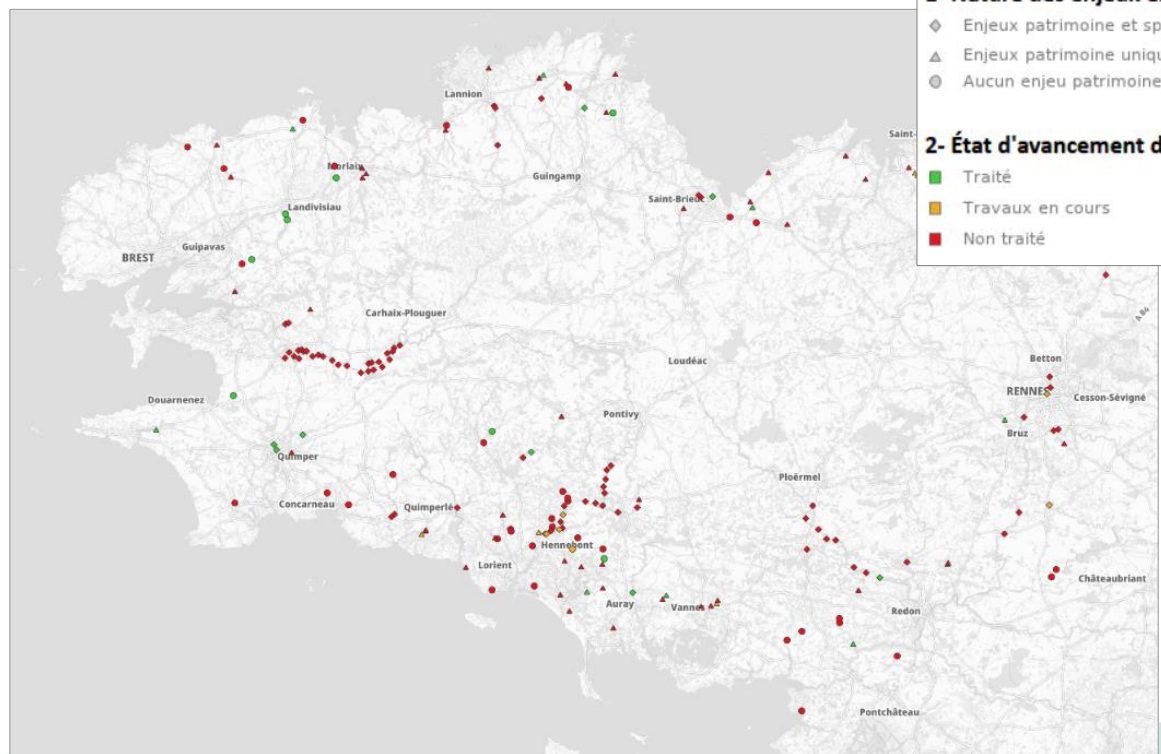 Enjeux patrimoine et sp
Enjeux patrimoine uniqu
Aucun enjeu patrimoine
2- État d'avancement d
Traité
Travaux en cours
Non traité
Lannion
Saint-
Morlaix
Guingamp
Saint-Brieuc
Landivisiau
Guipavas
BREST
Carhaix-Plouguer
A 84
Loudéac
Betton
RENNES
Cesson-Sévigné
Douarnenez
Pontivy
Bruz
Quimper
Ploërmel
Concarneau
Quimperlé
Hennebont
Lorient
Châteaubriant
Auray
Vannes
Redon
Pontchâteau